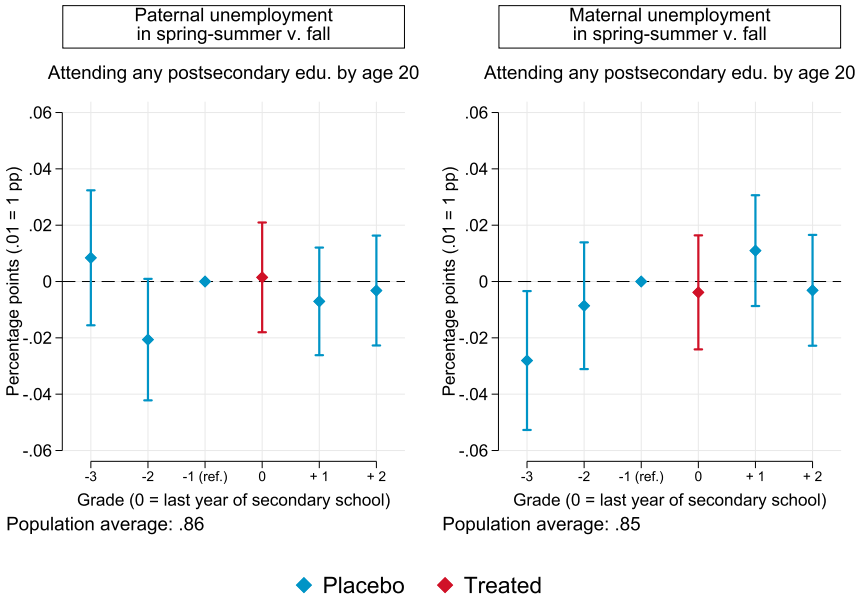 Paternal unemployment
in spring-summer v. fall
Attending any postsecondary edu. by age 20
Percentage points (.01 = 1 pp)
.06
.04
.02
0
-.02
-.04
-.06
-3
-2
-1 (ref.)
0
+ 1
+ 2
Grade (0 = last year of secondary school)
Population average: .86
Maternal unemployment
in spring-summer v. fall
Attending any postsecondary edu. by age 20
Percentage points (.01 = 1 pp)
.06
.04
.02
0
-.02
-.04
-.06
-3
-2
-1 (ref.)
0
+ 1
+ 2
Grade (0 = last year of secondary school)
Population average: .85
Placebo
Treated